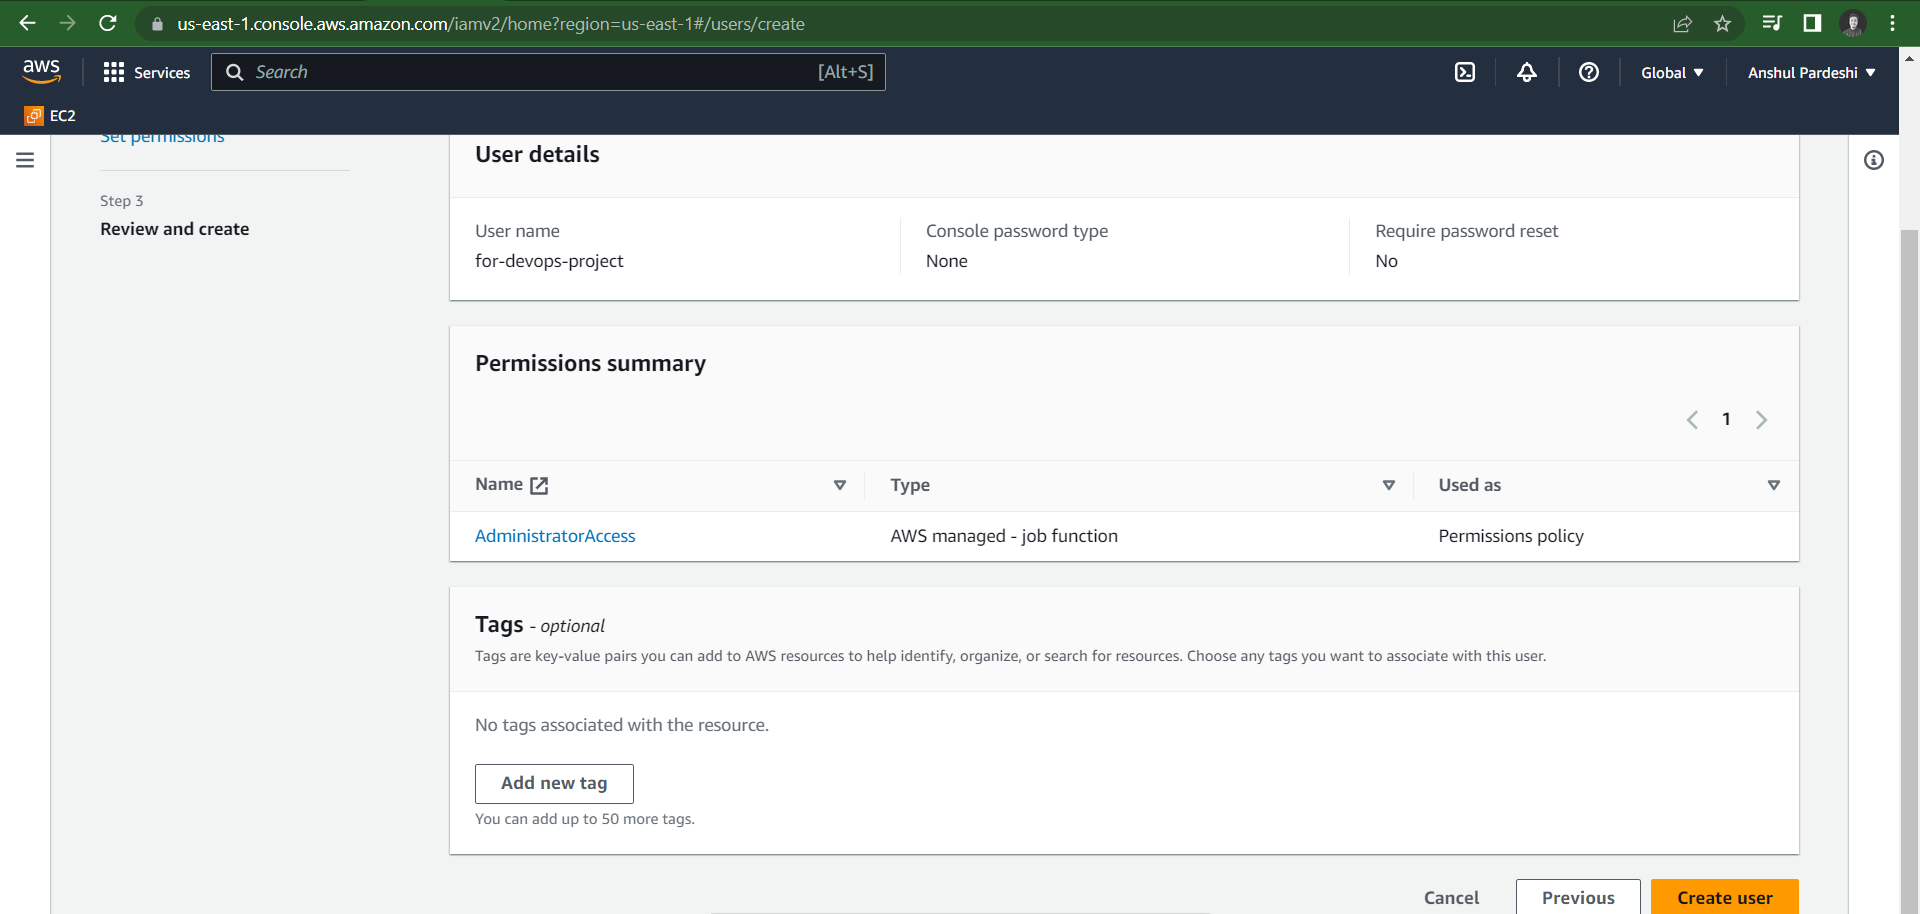 us-east-1.console.aws.amazon.com/iamv2/home?region=us-east-1#/users/create
aws
Services
Search
[Alt+S]
Global
Anshul Pardeshi
EC2
Set permissions
Step 3
Review and create
User details
User name
for-devops-project
Console password type
None
Require password reset
No
Permissions summary
1
Name
Type
Used as
AdministratorAccess
AWS managed - job function
Permissions policy
Tags - optional
Tags are key-value pairs you can add to AWS resources to help identify, organize, or search for resources. Choose any tags you want to associate with this user.
No tags associated with the resource.
Add new tag
You can add up to 50 more tags.
Cancel
Previous
Create user